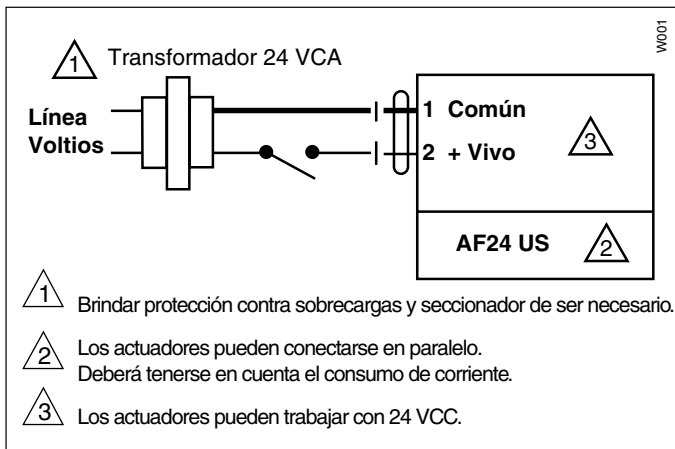 W001
1 Transformador 24 VCA
Línea
Voltios
1 Común
2 + Vivo
3
AF24 US 2
1 Brindar protección contra sobrecargas y seccionador de ser necesario.
2 Los actuadores pueden conectarse en paralelo.
Deberá tenerse en cuenta el consumo de corriente.
3 Los actuadores pueden trabajar con 24 VCC.